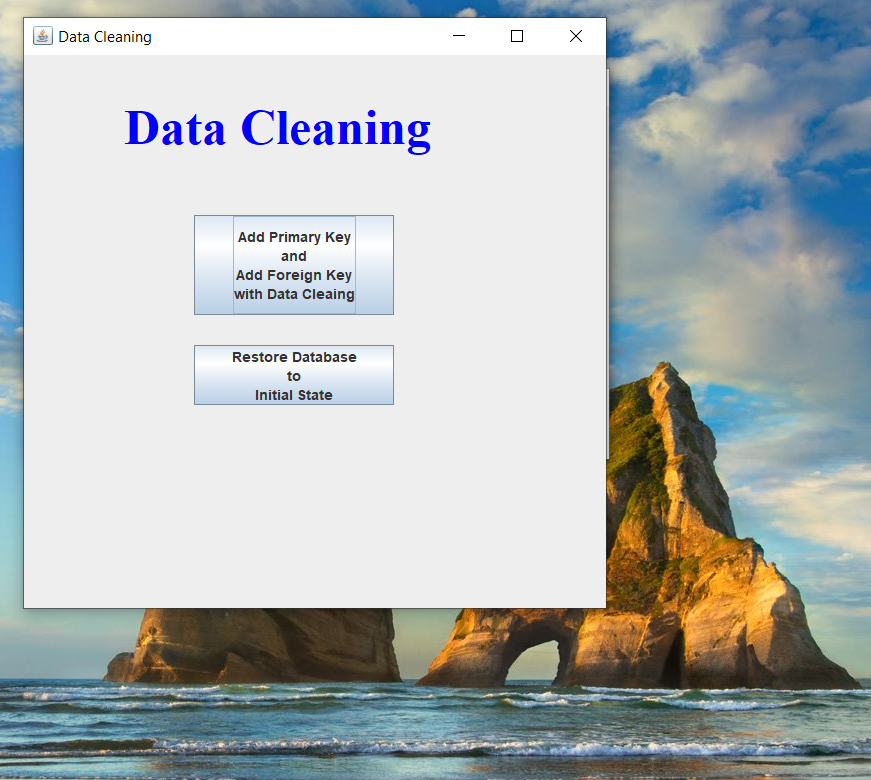 Data Cleaning
Data Cleaning
Add Primary Key
and
Add Foreign Key
with Data Cleaing
Restore Database
to
Initial State